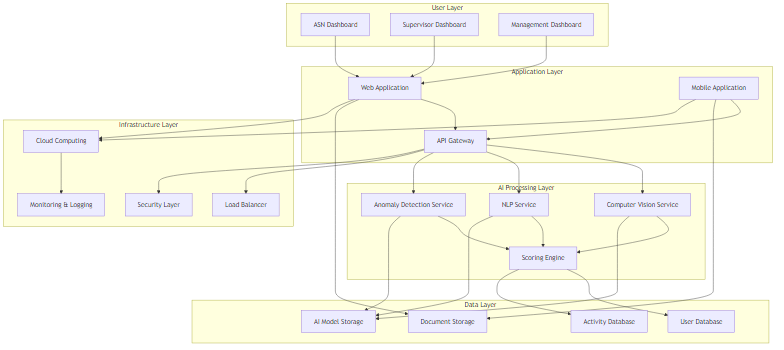 User Layer
ASN Dashboard
Supervisor Dashboard
Management Dashboard
Application Layer
Web Application
Mobile Application
Infrastructure Layer
Cloud Computing
API Gateway
AI Processing Layer
Monitoring & Logging
Security Layer
Load Balancer
Anomaly Detection Service
NLP Service
Computer Vision Service
Scoring Engine
Data Layer
AI Model Storage
Document Storage
Activity Database
User Database